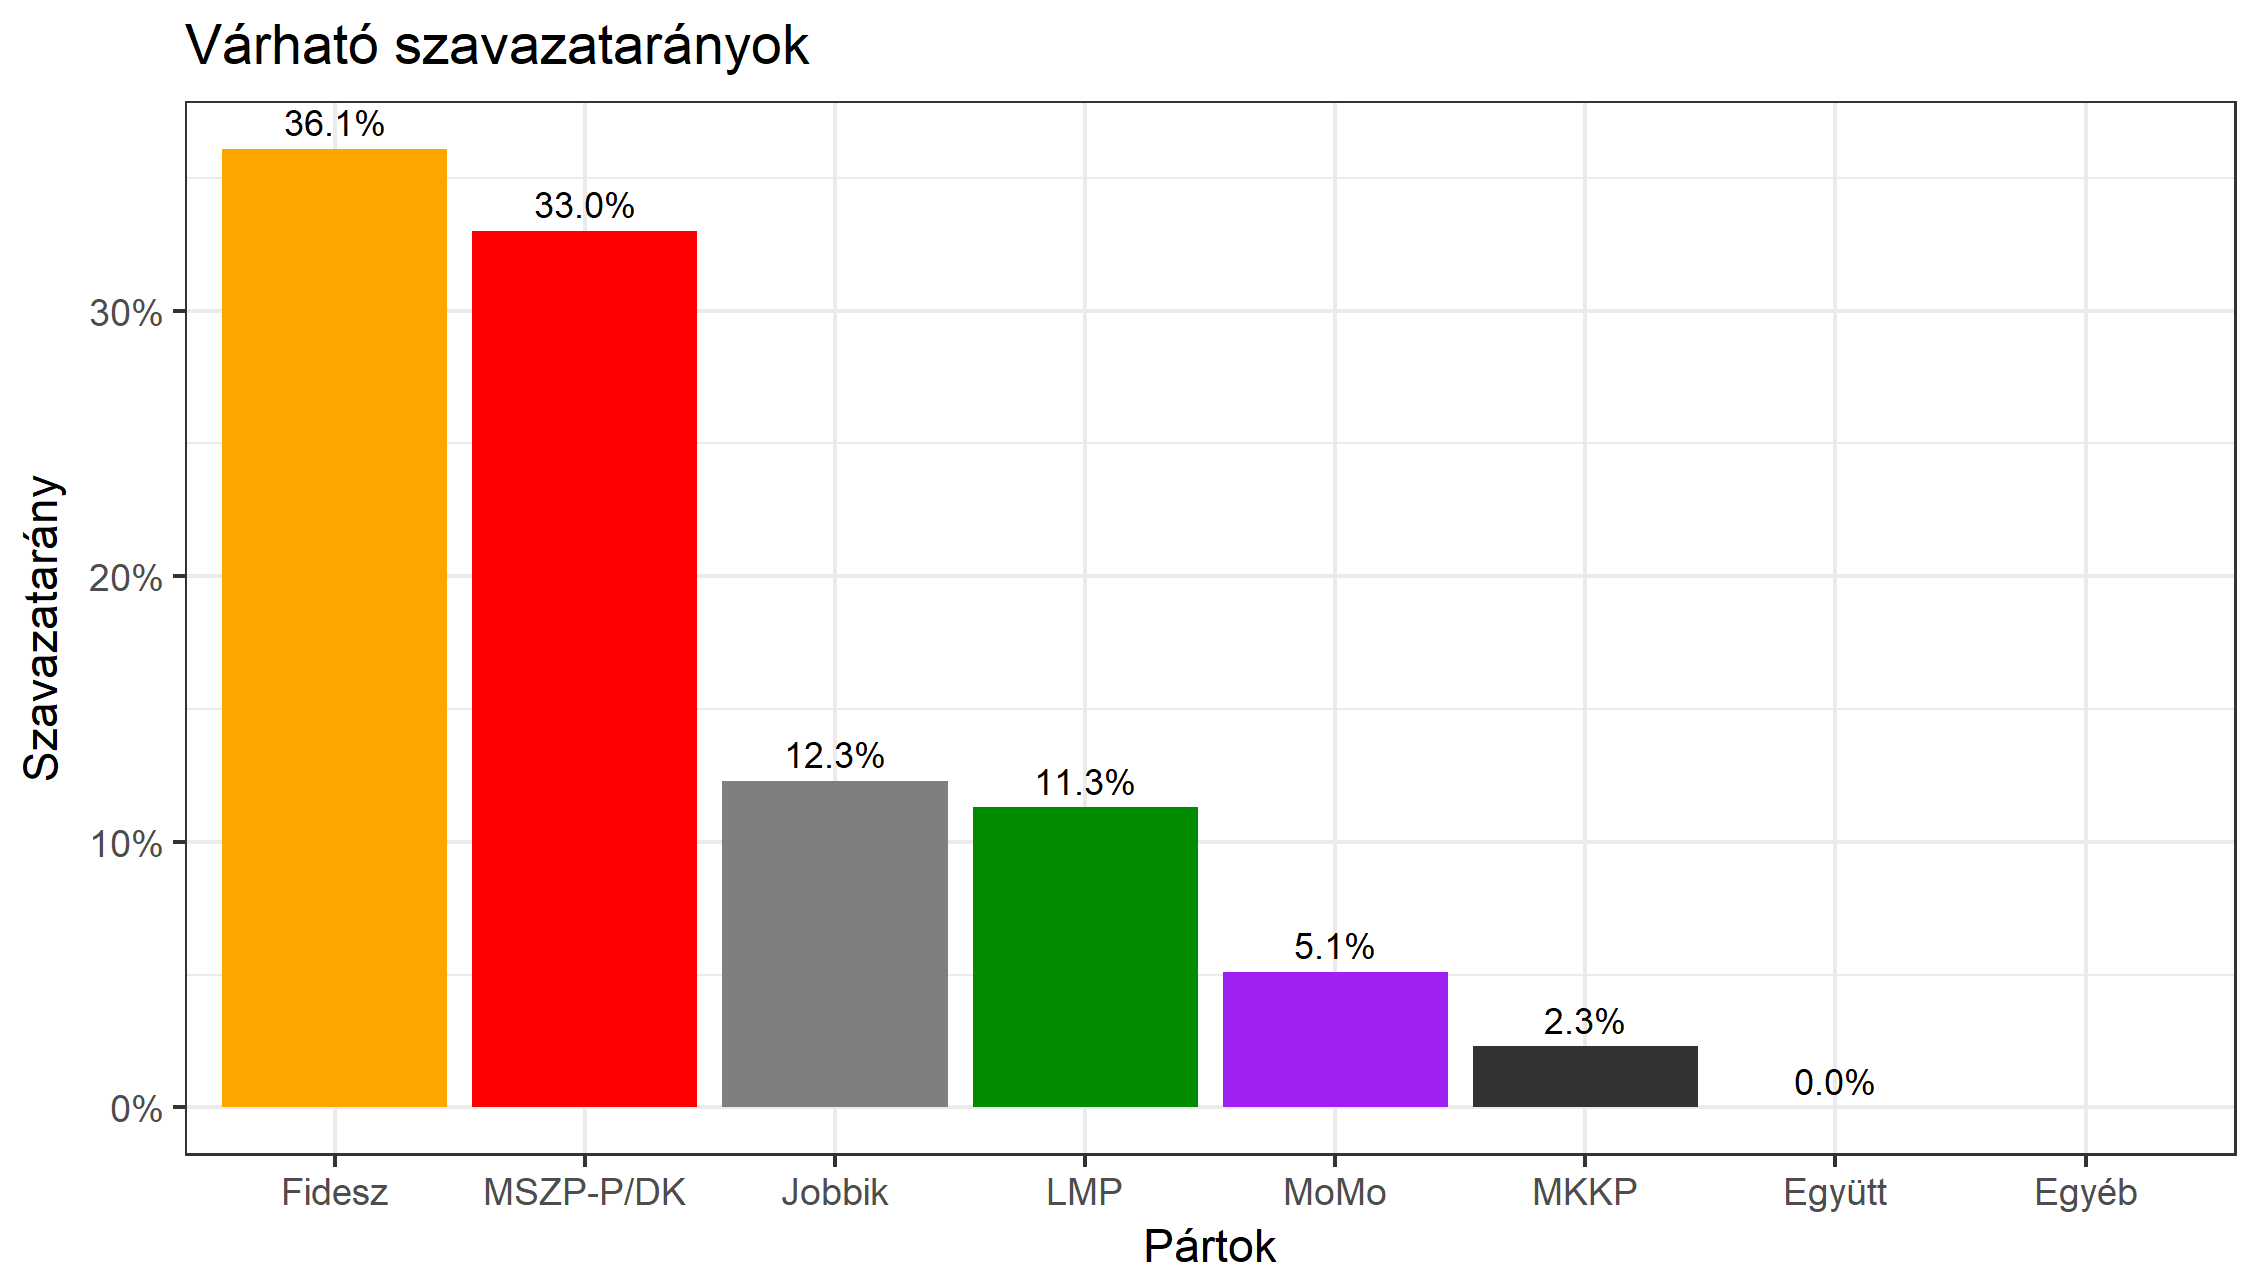 Várható szavazatarányok
36.1%
33.0%
12.3%
11.3%
5.1%
2.3%
0.0%
30%
20%
10%
0%
Szavazatarány
Fidesz MSZP-P/DK Jobbik LMP MoMo MKKP Együtt Egyéb
Pártok